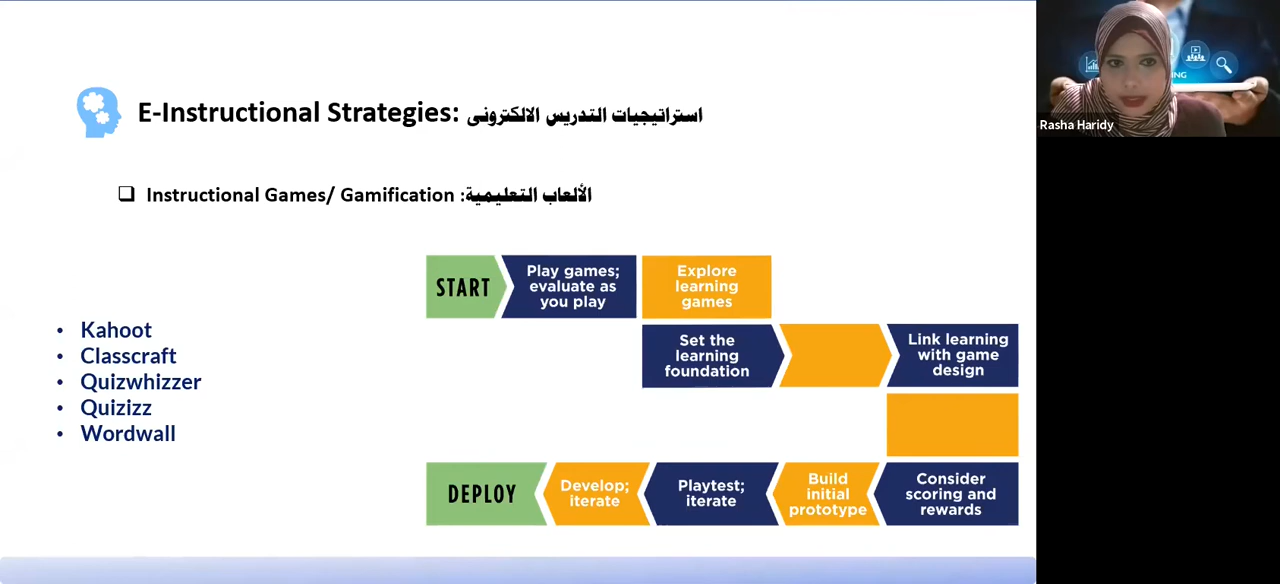 E-Instructional Strategies: استراتيجيات التدريس الالكترونى
Instructional Games/ Gamification :الألعاب التعليمية
• Kahoot
• Classcraft
• Quizwhizzer
• Quizizz
• Wordwall
START
Play games;
evaluate as
you play
Explore
learning
games
Set the
learning
foundation
Link learning
with game
design
Consider
scoring and
rewards
Build
initial
prototype
Playtest;
iterate
Develop;
iterate
DEPLOY
NG
Rasha Haridy